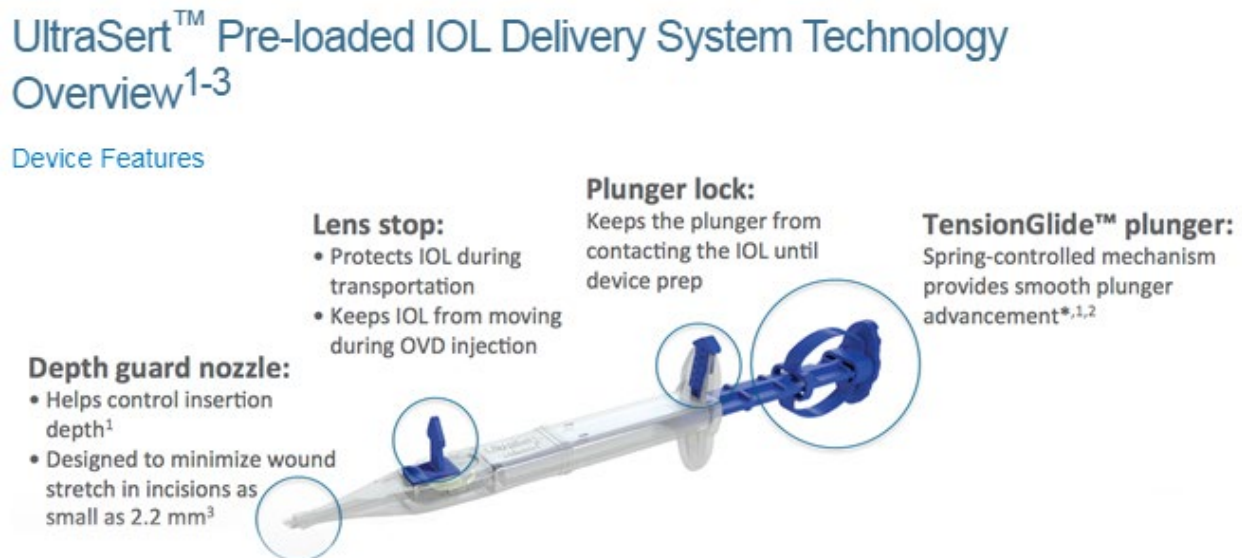 UltraSert™ Pre-loaded IOL Delivery System Technology
Overview1-3
Device Features
Depth guard nozzle:
• Helps control insertion
depth1
• Designed to minimize wound
stretch in incisions as
small as 2.2 mm3
Lens stop:
• Protects IOL during
transportation
• Keeps IOL from moving
during OVD injection
Plunger lock:
Keeps the plunger from
contacting the IOL until
device prep
TensionGlide™ plunger:
Spring-controlled mechanism
provides smooth plunger
advancement*,1,2